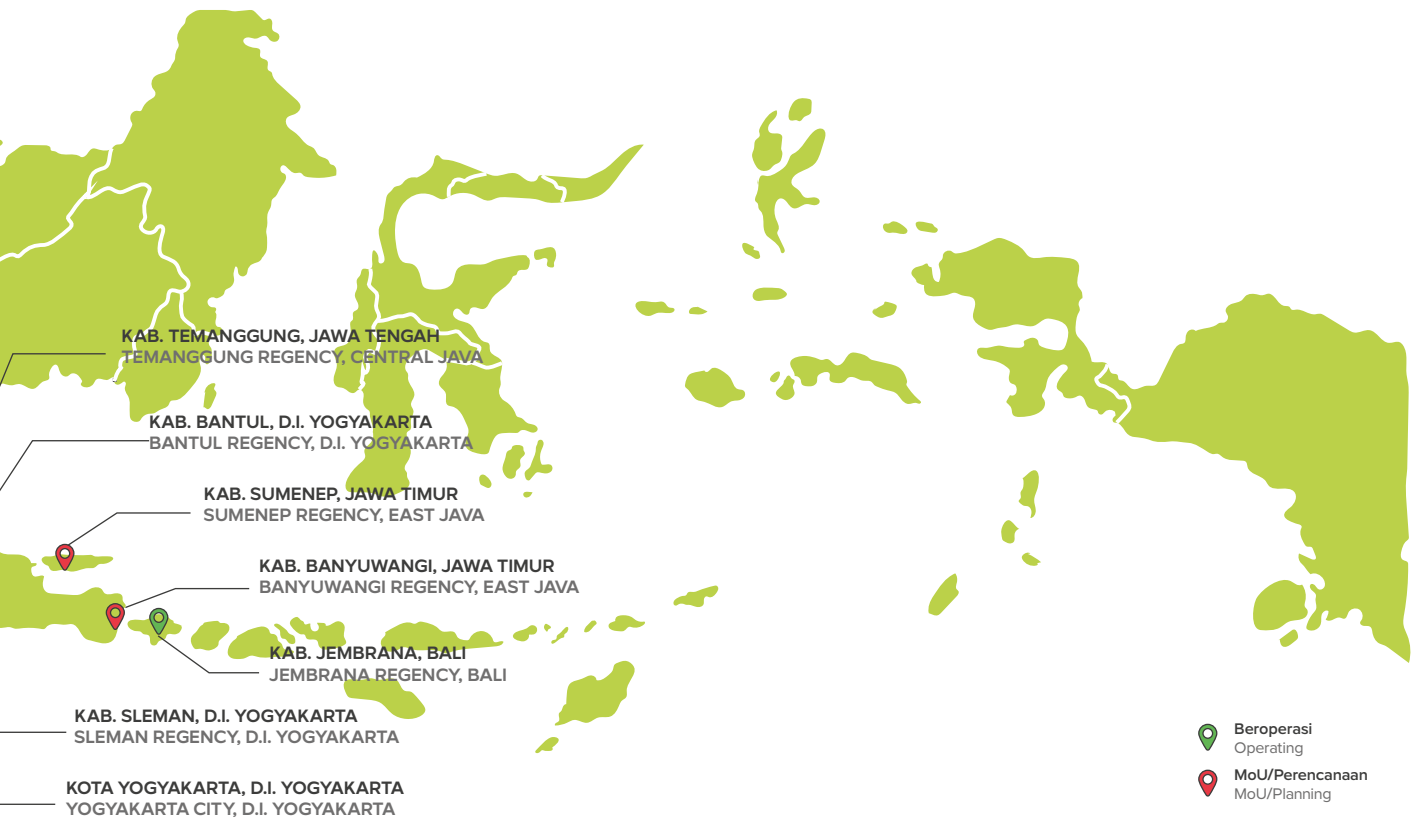 KAB. TEMANGGUNG, JAWA TENGAH
TEMANGGUNG REGENCY, CENTRAL JAVA
KAB. BANTUL, D.I. YOGYAKARTA
BANTUL REGENCY, D.I. YOGYAKARTA
KAB. SUMENEP, JAWA TIMUR
SUMENEP REGENCY, EAST JAVA
KAB. BANYUWANGI, JAWA TIMUR
BANYUWANGI REGENCY, EAST JAVA
KAB. JEMBRANA, BALI
JEMBRANA REGENCY, BALI
KAB. SLEMAN, D.I. YOGYAKARTA
SLEMAN REGENCY, D.I. YOGYAKARTA
KOTA YOGYAKARTA, D.I. YOGYAKARTA
YOGYAKARTA CITY, D.I. YOGYAKARTA
Beroperasi
Operating
MoU/Perencanaan
MoU/Planning